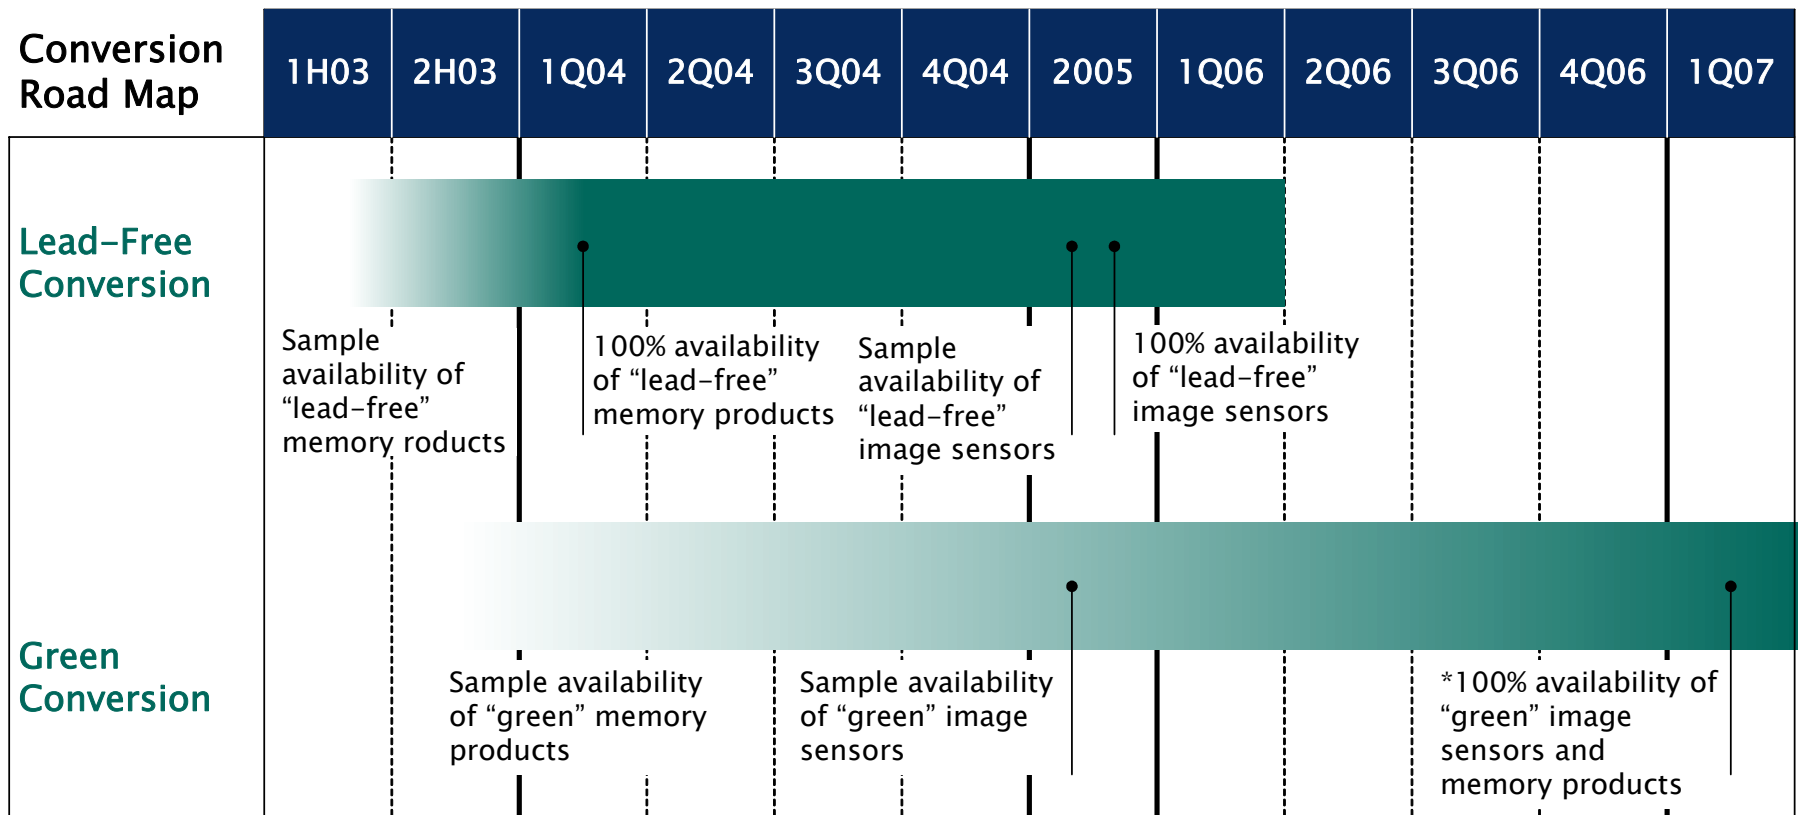 Conversion
Road Map
1H03 2H03 1Q04 2Q04 3Q04 4Q04 2005 1Q06 2Q06 3Q06 4Q06 1Q07
Lead-Free
Conversion
Sample
availability of
“lead-free”
memory roducts
100% availability
of “lead-free”
memory products
Sample
availability of
“lead-free”
image sensors
100% availability
of “lead-free”
image sensors
Green
Conversion
Sample availability
of “green” memory
products
Sample availability
of “green” image
sensors
*100% availability of
“green” image
sensors and
memory products